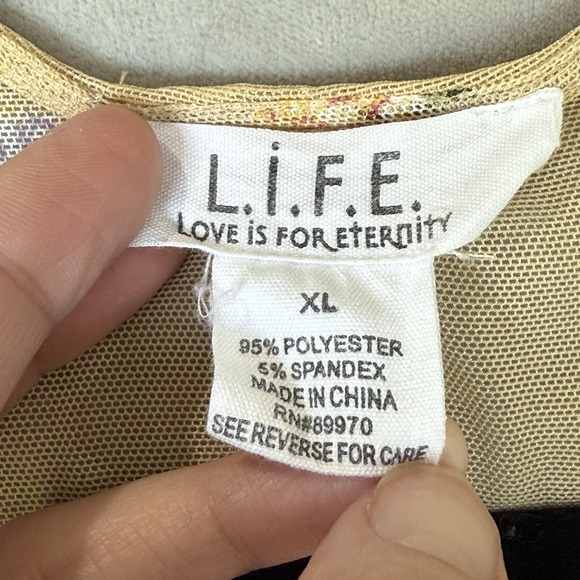 L.i.F.E.
LOVE iS FOR ETERNITY
XL
95% POLYESTER
5% SPANDEX
MADE IN CHINA
RN#89970
SEE REVERSE FOR CARE